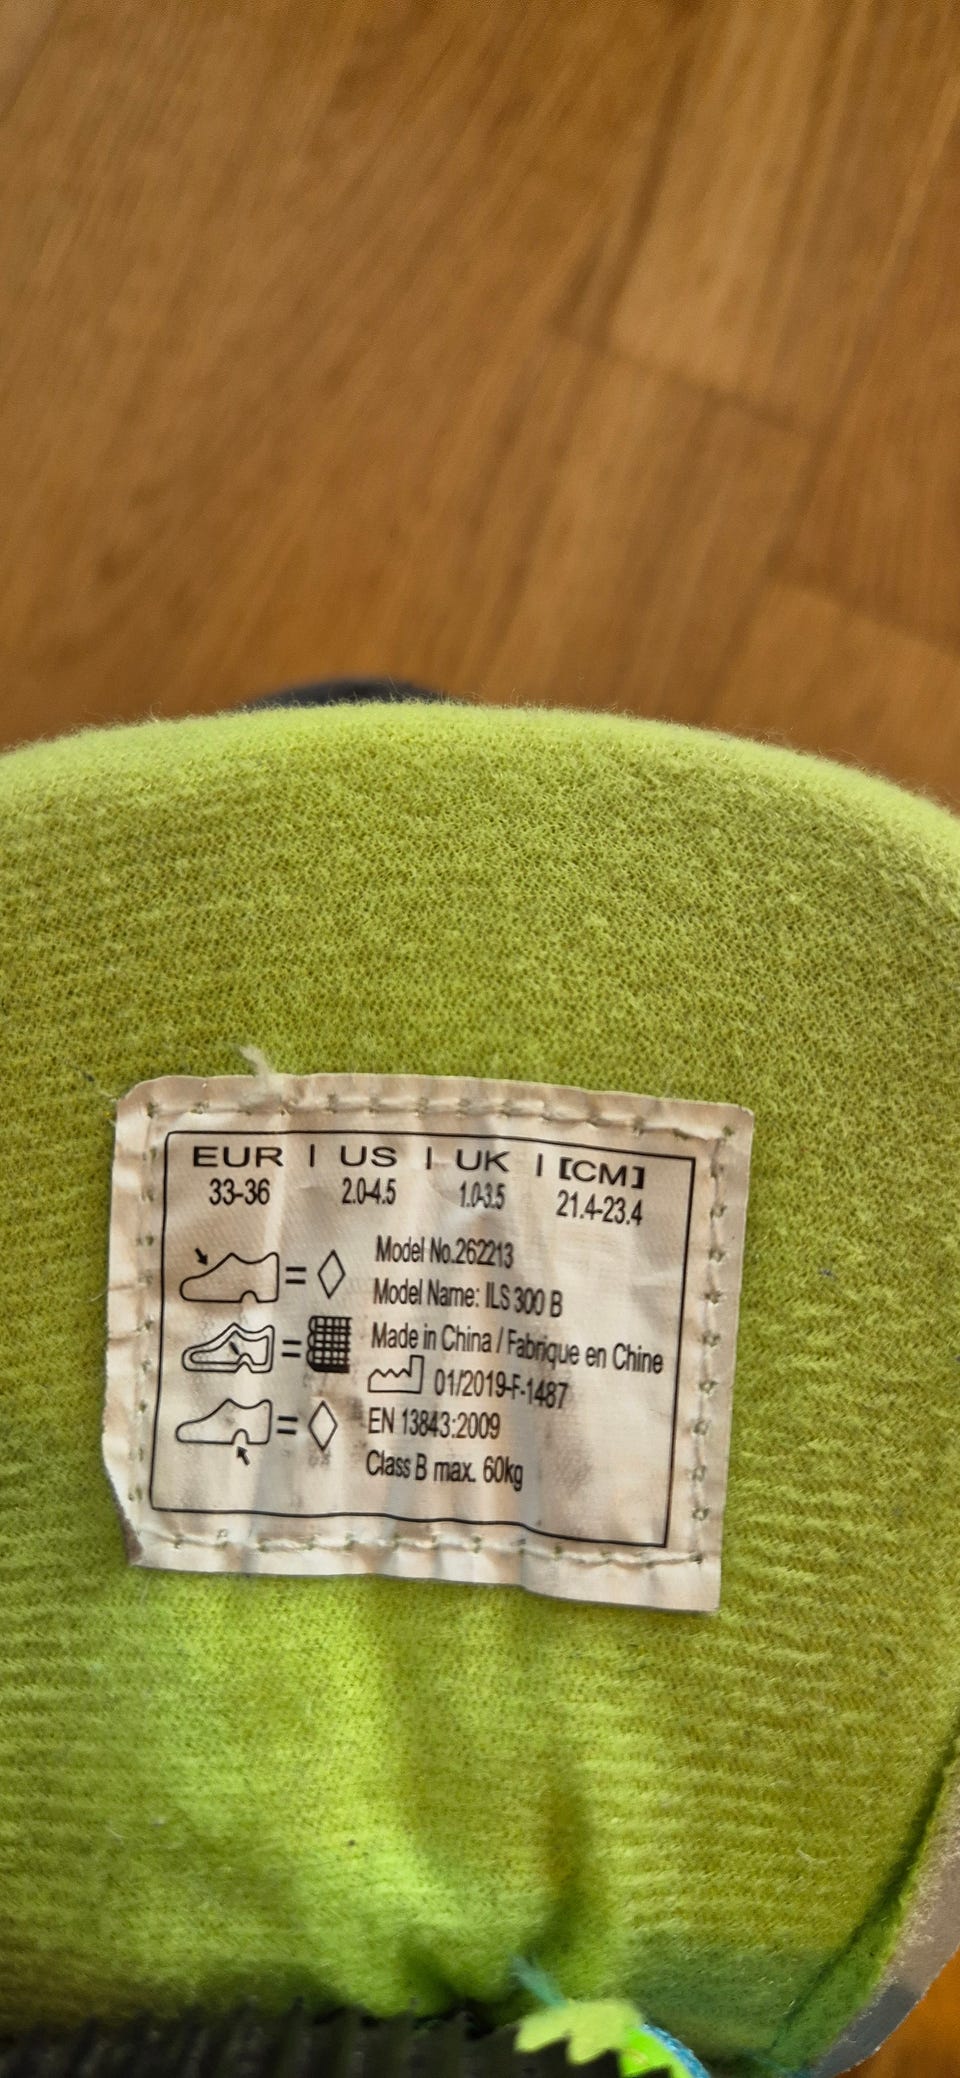 EUR | US | UK | [CM]
33-36 2.0-4.5 1.0-3.5 21.4-23.4
Model No.262213
Model Name: ILS 300 B
Made in China / Fabrique en Chine
01/2019-F-1487
EN 13843:2009
Class B max. 60kg